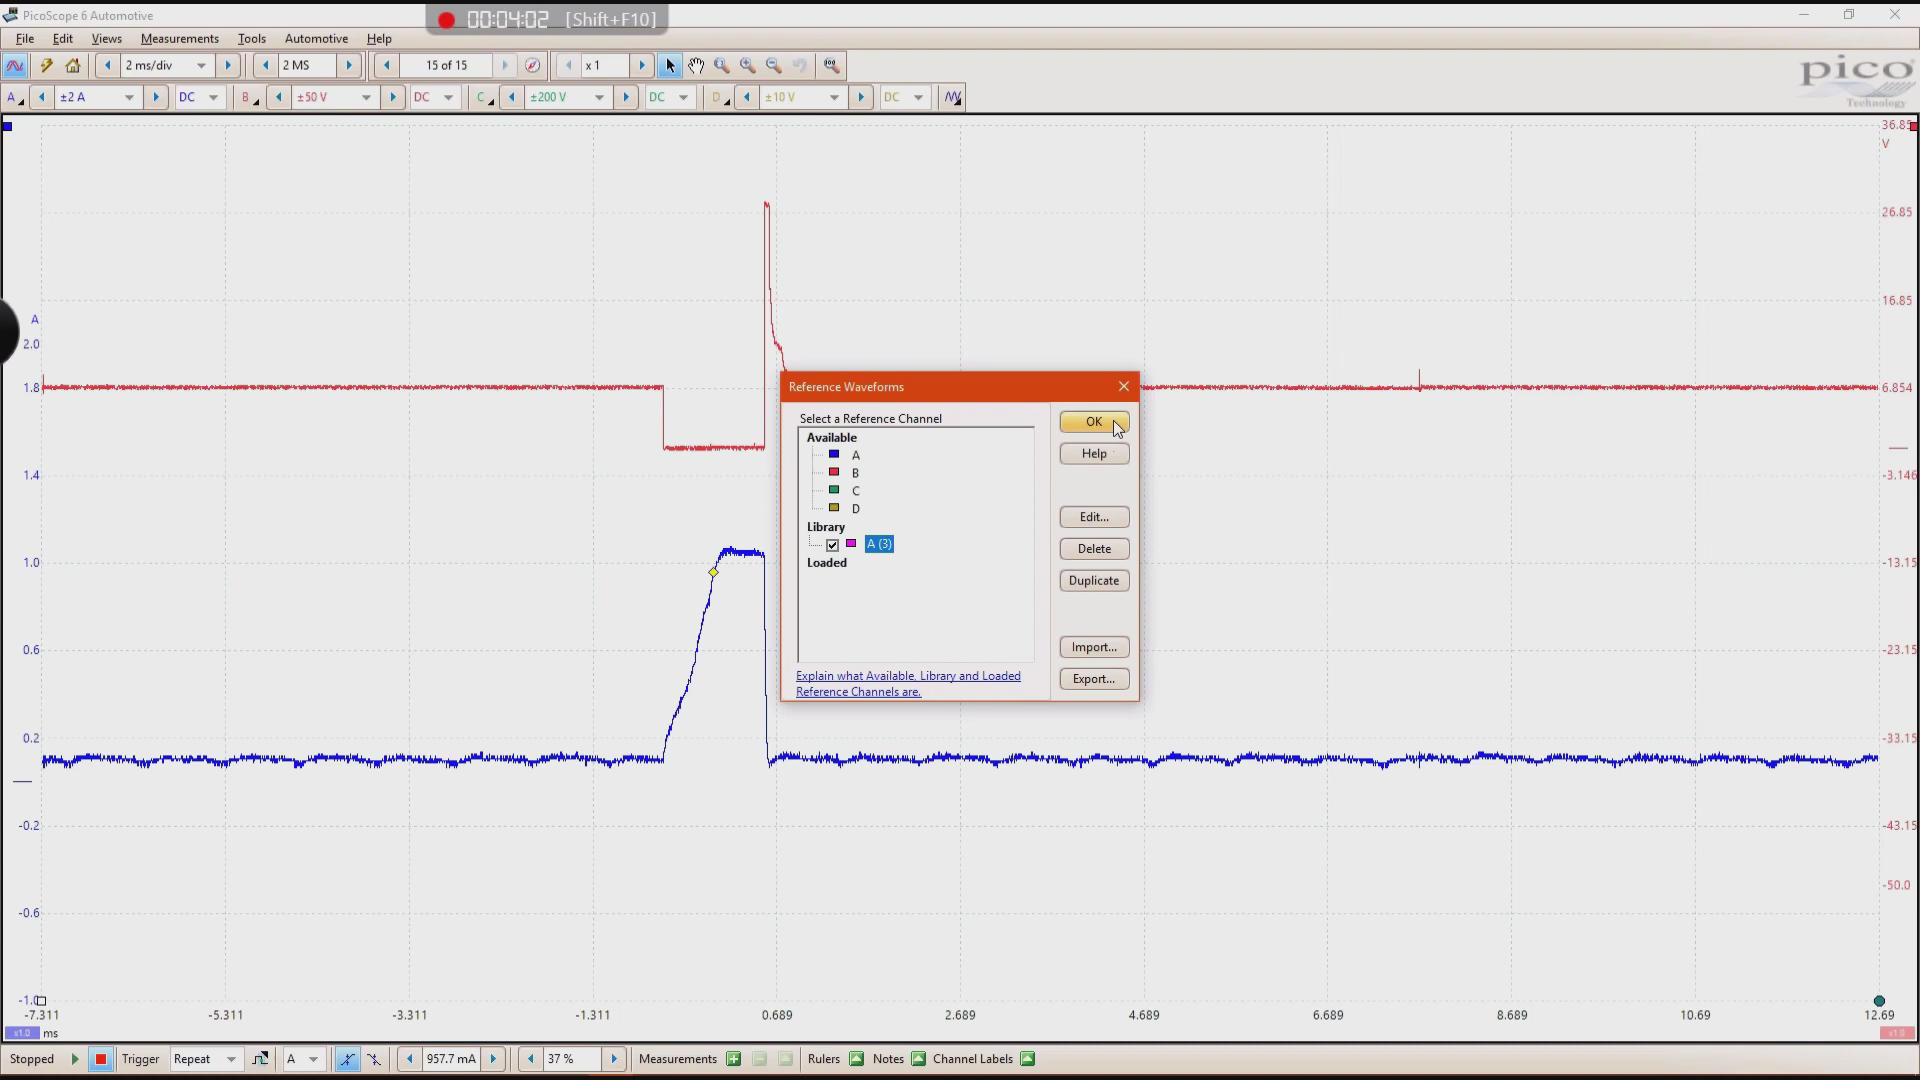 PicoScope 6 Automotive
00:04:02 [Shift+F10]
File Edit Views Measurements Tools Automotive Help
2 ms/div 2 MS 15 of 15 x 1
A ±2 A DC B ±50 V DC C ±200 V DC D ±10 V DC
pico
Technology
36.85
V
26.85
16.85
A
2.0
1.8 6.854
1.4 -3.146
1.0 -13.15
0.6 -23.15
0.2 -33.15
-0.2 -43.15
-50.0
-0.6
-1.0
Reference Waveforms
Select a Reference Channel
OK
Available
A
Help
B
C
D
Edit...
Library
A (3)
Delete
Loaded
Duplicate
Import...
Explain what Available, Library and Loaded
Reference Channels are.
Export...
-7.311 -5.311 -3.311 -1.311 0.689 2.689 4.689 6.689 8.689 10.69 12.69
x1.0 ms x1.0
Stopped Trigger Repeat A 957.7 mA 37 % Measurements Rulers Notes Channel Labels